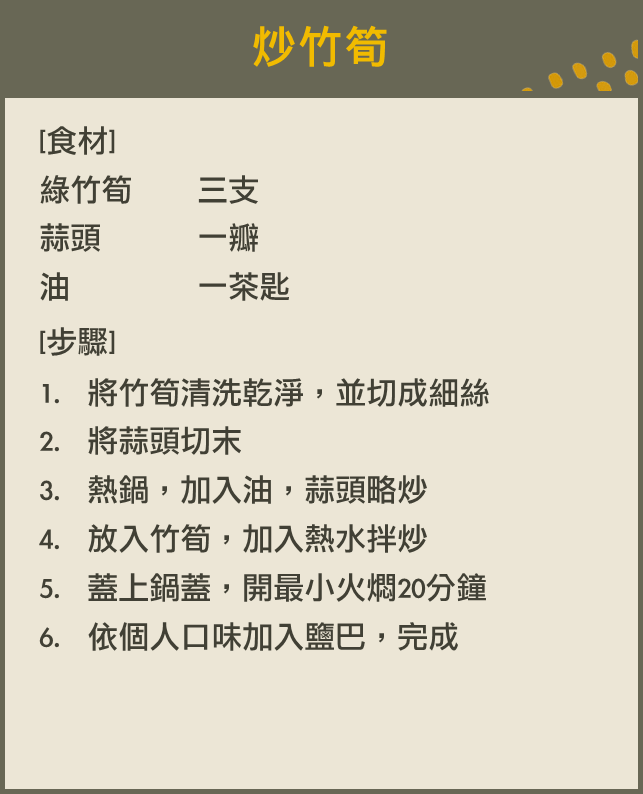 炒竹筍
[食材]
綠竹筍 三支
蒜頭 一瓣
油 一茶匙
[步驟]
1. 將竹筍清洗乾淨，並切成細絲
2. 將蒜頭切末
3. 熱鍋，加入油，蒜頭略炒
4. 放入竹筍，加入熱水拌炒
5. 蓋上鍋蓋，開最小火燜20分鐘
6. 依個人口味加入鹽巴，完成